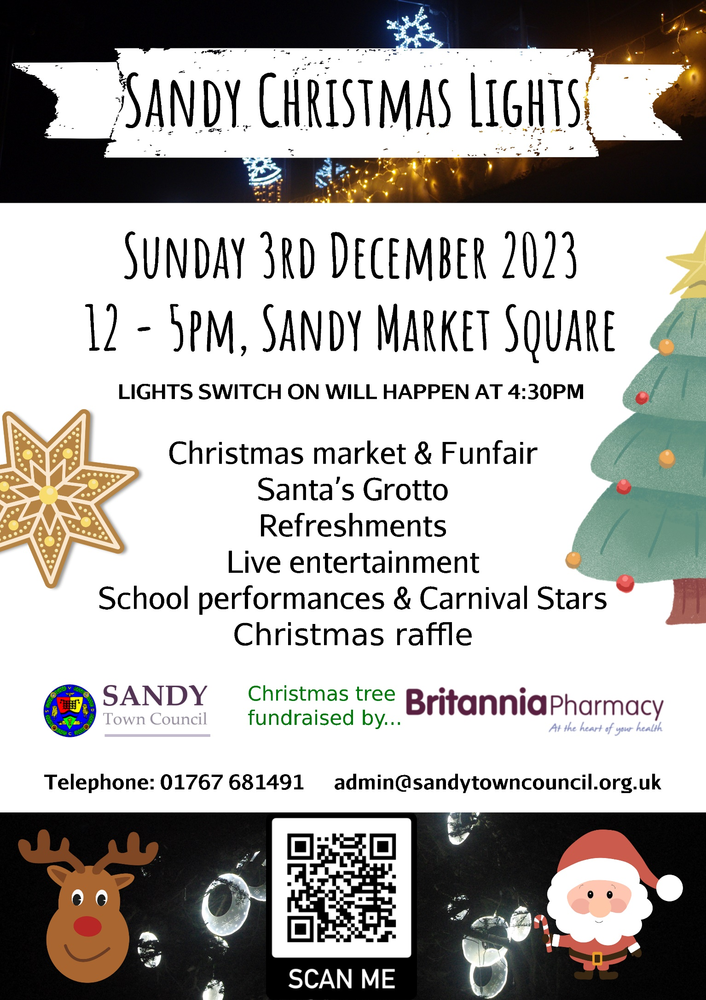 Sandy Christmas Lights
Sunday 3rd December 2023
12 - 5pm, Sandy Market Square
LIGHTS SWITCH ON WILL HAPPEN AT 4:30PM
Christmas market & Funfair
Santa's Grotto
Refreshments
Live entertainment
School performances & Carnival Stars
Christmas raffle
SANDY
Town Council
Christmas tree
fundraised by...
Britannia Pharmacy
At the heart of your health
Telephone: 01767 681491 admin@sandytowncouncil.org.uk
SCAN ME